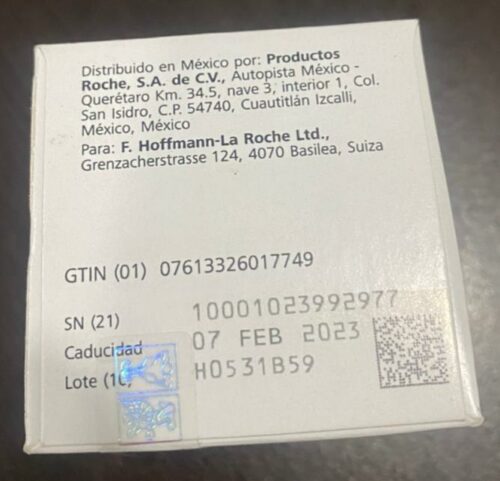 Distribuido en México por: Productos
Roche, S.A. de C.V., Autopista México -
Querétaro Km. 34.5, nave 3, interior 1, Col.
San Isidro, C.P. 54740, Cuautitlán Izcalli,
México, México
Para: F. Hoffmann-La Roche Ltd.,
Grenzacherstrasse 124, 4070 Basilea, Suiza
GTIN (01) 07613326017749
SN (21) 10001023992977
Caducidad 07 FEB 2023
Lote (10) H0531B59